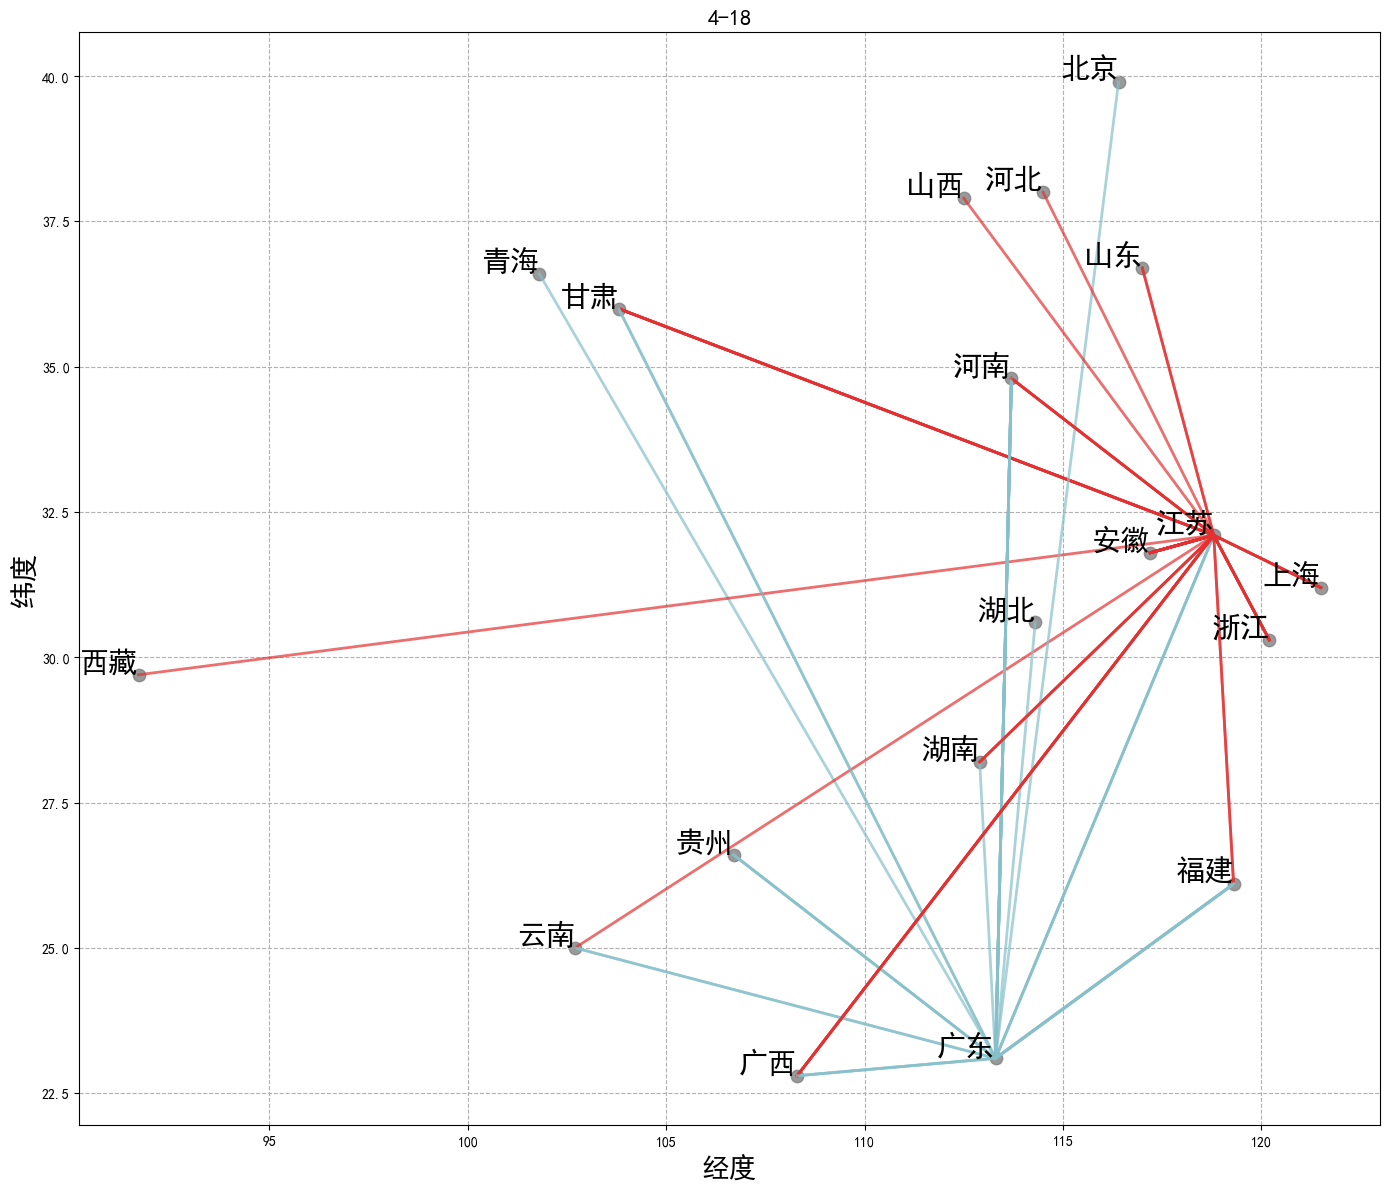 4-18
40.0
37.5
35.0
32.5
30.0
27.5
25.0
22.5
纬度
北京
山西
河北
青海
山东
甘肃
河南
江苏
安徽
上海
湖北
浙江
西藏
湖南
贵州
福建
云南
广东
广西
95
100
105
110
115
120
经度